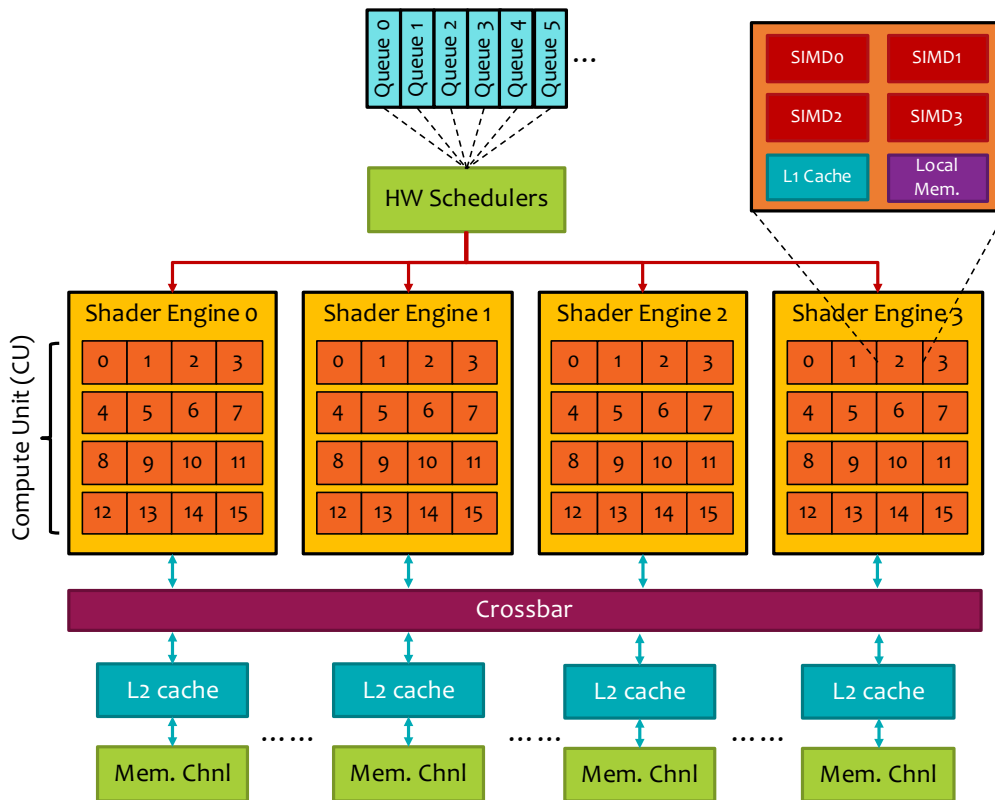 Queue 0
Queue 1
Queue 2
Queue 3
Queue 4
Queue 5
...
SIMD0
SIMD1
SIMD2
SIMD3
L1 Cache
Local
Mem.
HW Schedulers
Compute Unit (CU)
Shader Engine 0
0 1 2 3
4 5 6 7
8 9 10 11
12 13 14 15
Shader Engine 1
0 1 2 3
4 5 6 7
8 9 10 11
12 13 14 15
Shader Engine 2
0 1 2 3
4 5 6 7
8 9 10 11
12 13 14 15
Shader Engine 3
0 1 2 3
4 5 6 7
8 9 10 11
12 13 14 15
Crossbar
L2 cache
L2 cache
L2 cache
L2 cache
...... ...... ......
Mem. Chnl
Mem. Chnl
Mem. Chnl
Mem. Chnl